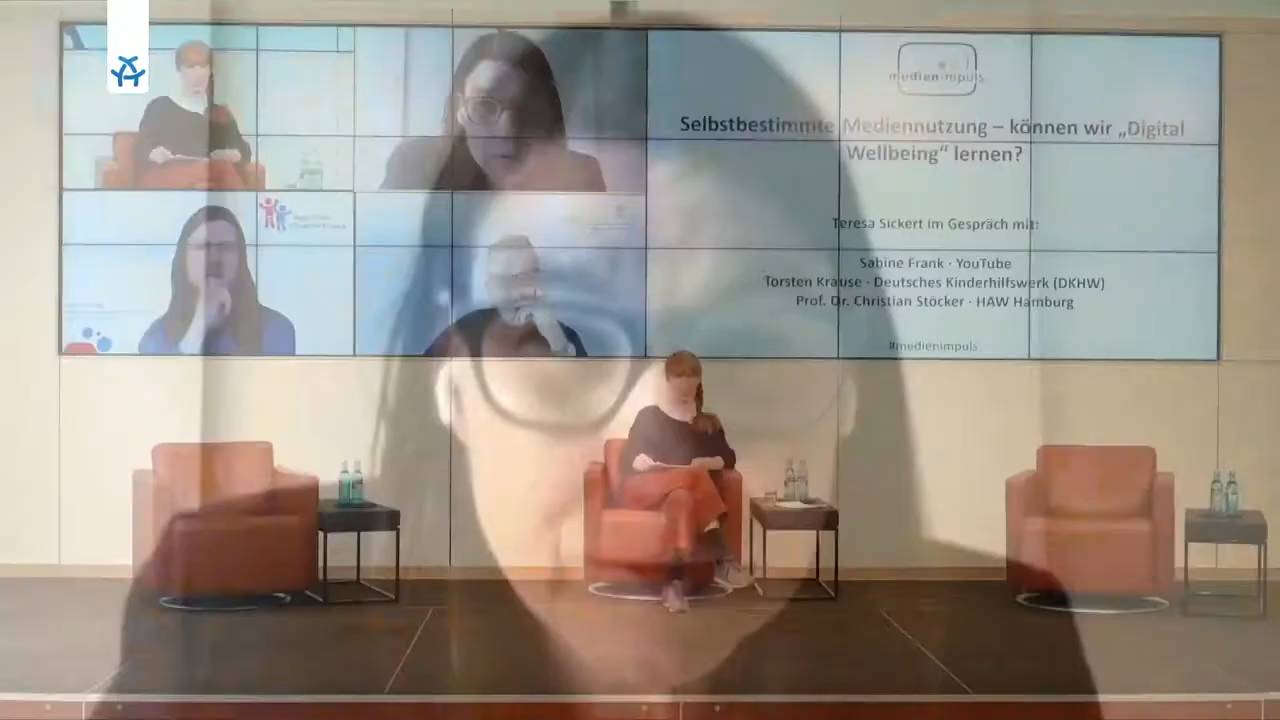 medienimpuls
Selbstbestimmte Mediennutzung – können wir „Digital
Wellbeing“ lernen?
Teresa Sickert im Gespräch mit:
Sabine Frank · YouTube
Torsten Krause · Deutsches Kinderhilfswerk (DKHW)
Prof. Dr. Christian Stöcker · HAW Hamburg
#medienimpuls